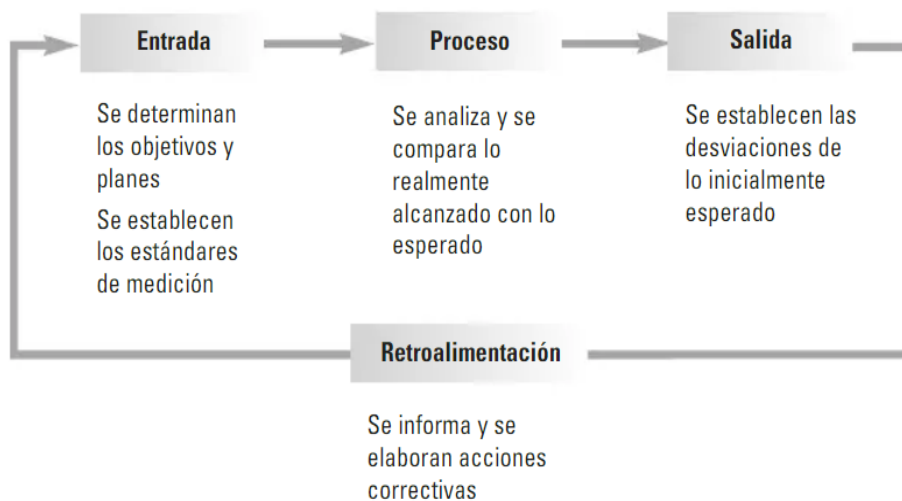 Entrada
Se determinan
los objetivos y
planes
Se establecen
los estándares
de medición
Proceso
Se analiza y se
compara lo
realmente
alcanzado con lo
esperado
Salida
Se establecen las
desviaciones de
lo inicialmente
esperado
Retroalimentación
Se informa y se
elaboran acciones
correctivas